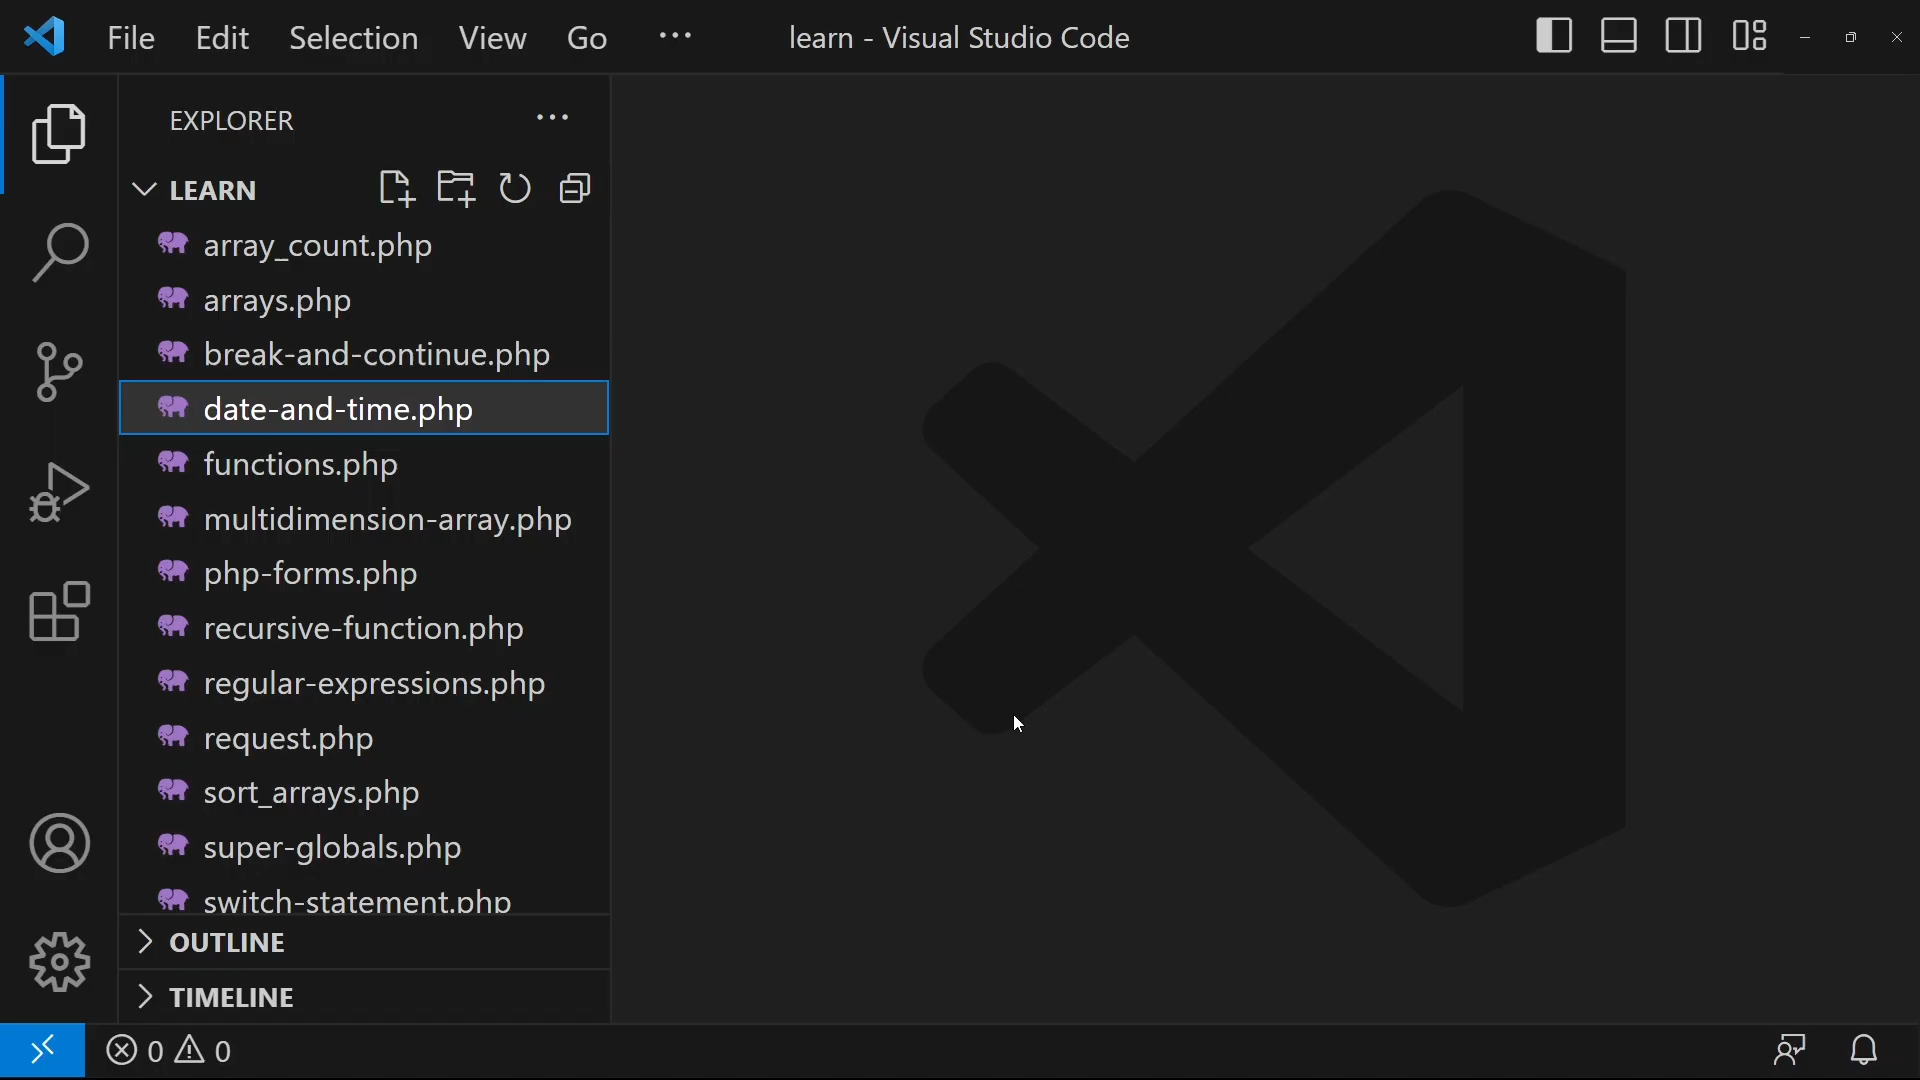 File Edit Selection View Go ··· learn - Visual Studio Code
EXPLORER ···
LEARN
array_count.php
arrays.php
break-and-continue.php
date-and-time.php
functions.php
multidimension-array.php
php-forms.php
recursive-function.php
regular-expressions.php
request.php
sort_arrays.php
super-globals.php
switch-statement.php
OUTLINE
TIMELINE
0 0